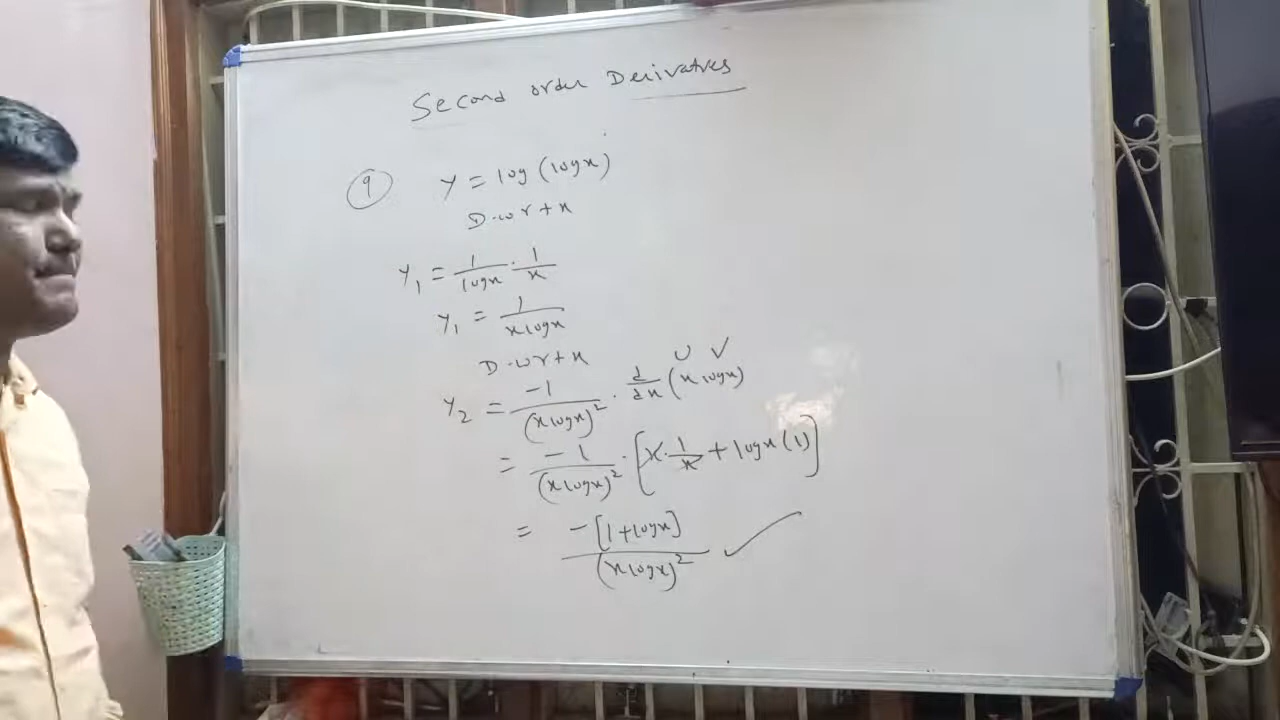 Second order Derivatives
9 y = log (log x)
D.w r t x
y₁ = 1/log x · 1/x
y₁ = 1/x log x
D.w r t x
U V
y₂ = -1/(x log x)² · d/dx (x log x)
= -1/(x log x)² · [x · 1/x + log x (1)]
= -[1 + log x]/(x log x)² ✓